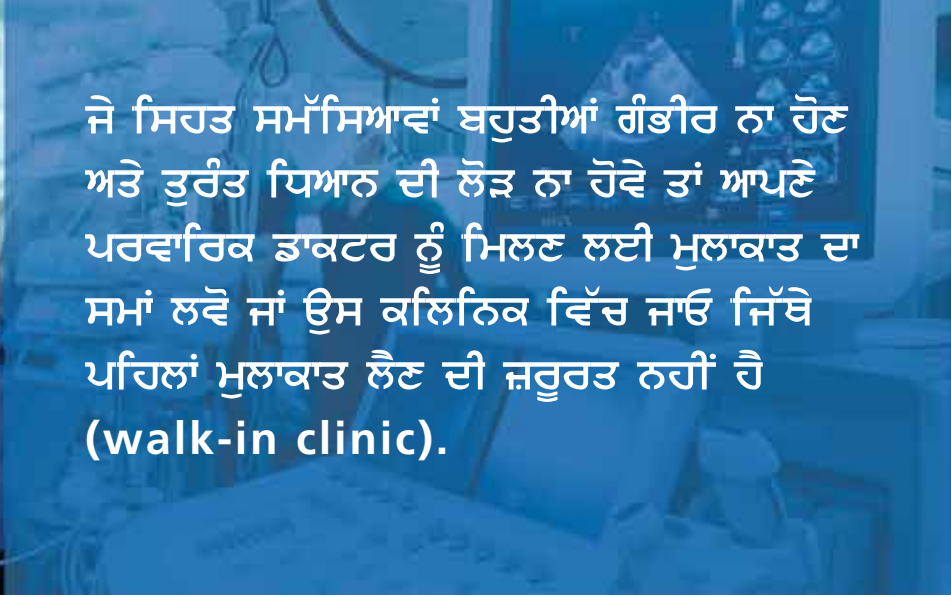 ਜੇ ਸਿਹਤ ਸਮੱਸਿਆਵਾਂ ਬਹੁਤੀਆਂ ਗੰਭੀਰ ਨਾ ਹੋਣ
ਅਤੇ ਤੁਰੰਤ ਧਿਆਨ ਦੀ ਲੋੜ ਨਾ ਹੋਵੇ ਤਾਂ ਆਪਣੇ
ਪਰਵਾਰਿਕ ਡਾਕਟਰ ਨੂੰ ਮਿਲਣ ਲਈ ਮੁਲਾਕਾਤ ਦਾ
ਸਮਾਂ ਲਵੋ ਜਾਂ ਉਸ ਕਲਿਨਿਕ ਵਿੱਚ ਜਾਓ ਜਿੱਥੇ
ਪਹਿਲਾਂ ਮੁਲਾਕਾਤ ਲੈਣ ਦੀ ਜ਼ਰੂਰਤ ਨਹੀਂ ਹੈ
(walk-in clinic).